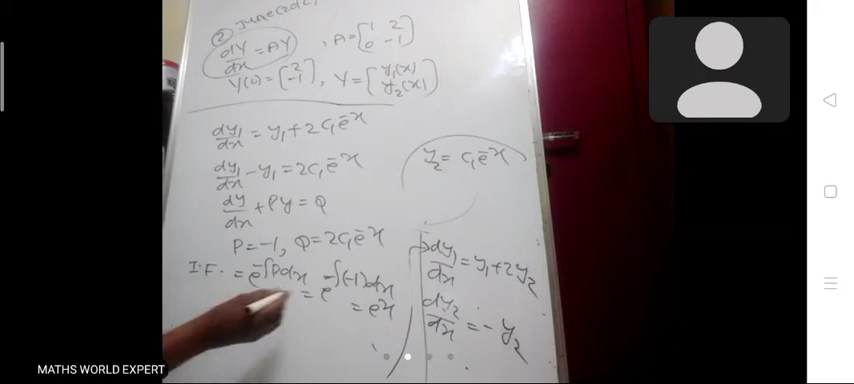 ② June(2012)
dY/dx = AY , A = [1 2; 0 -1]
Y(0) = [2; -1] , Y = [y₁(x); y₂(x)]
dy₁/dx = y₁ + 2c₁e⁻ˣ
dy₁/dx - y₁ = 2c₁e⁻ˣ
dy/dx + Py = Q
P = -1, Q = 2c₁e⁻ˣ
I.F. = e^-∫Pdx
= e^-∫(-1)dx
= eˣ
y₂ = c₁e⁻ˣ
dy₁/dx = y₁ + 2y₂
dy₂/dx = -y₂
MATHS WORLD EXPERT